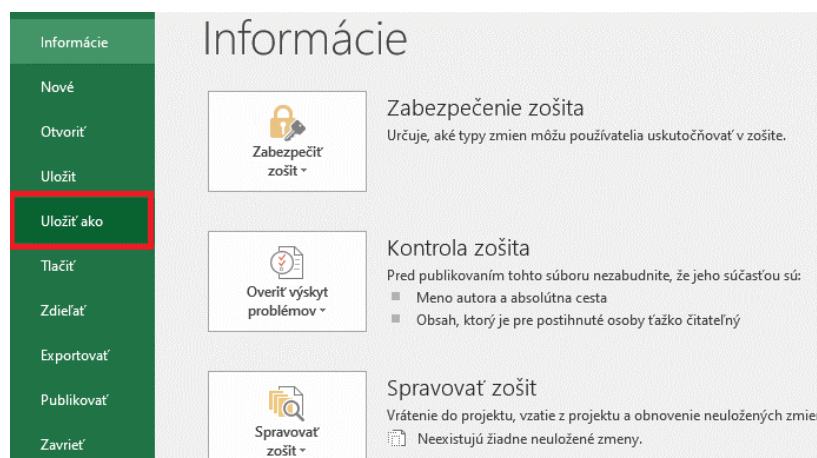 Informácie
Nové
Otvoriť
Uložit
Uložiť ako
Tlačiť
Zdieľať
Exportovať
Publikovať
Zavrieť
Informácie
Zabezpečiť
zošit
Zabezpečenie zošita
Určuje, aké typy zmien môžu používatelia uskutočňovať v zošite.
Overiť výskyt
problémov
Kontrola zošita
Pred publikovaním tohto súboru nezabudnite, že jeho súčasťou sú:
Meno autora a absolútna cesta
Obsah, ktorý je pre postihnuté osoby ťažko čitateľný
Spravovať
zošit
Spravovať zošit
Vrátenie do projektu, vzatie z projektu a obnovenie neuložených
Neexistujú žiadne neuložené zmeny.